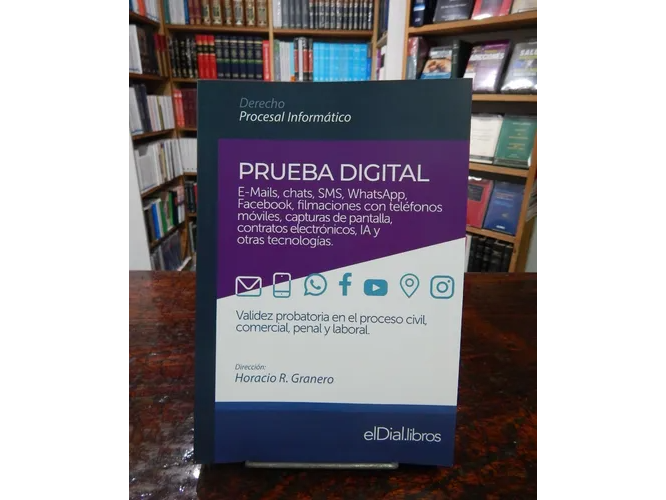 Derecho
Procesal Informático
PRUEBA DIGITAL
E-Mails, chats, SMS, WhatsApp,
Facebook, filmaciones con teléfonos
móviles, capturas de pantalla,
contratos electrónicos, IA y
otras tecnologías.
Validez probatoria en el proceso civil,
comercial, penal y laboral.
Dirección:
Horacio R. Granero
elDial.libros